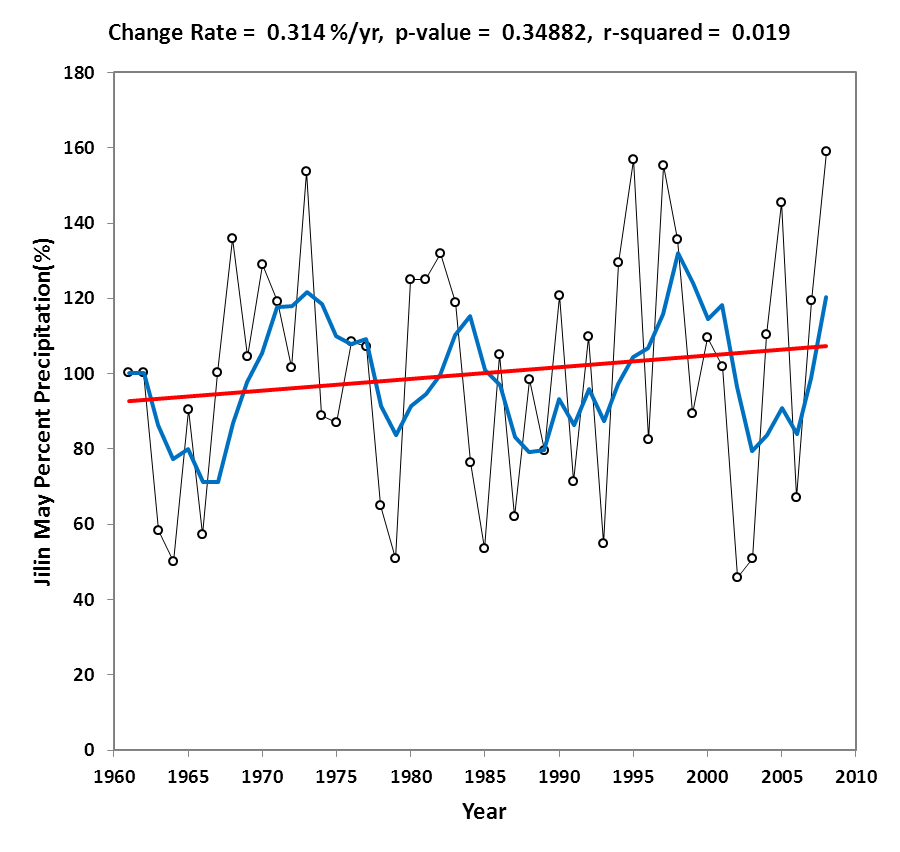 Change Rate = 0.314 %/yr, p-value = 0.34882, r-squared = 0.019
180
160
140
120
100
80
60
40
20
0
Jilin May Percent Precipitation(%)
1960 1965 1970 1975 1980 1985 1990 1995 2000 2005 2010
Year